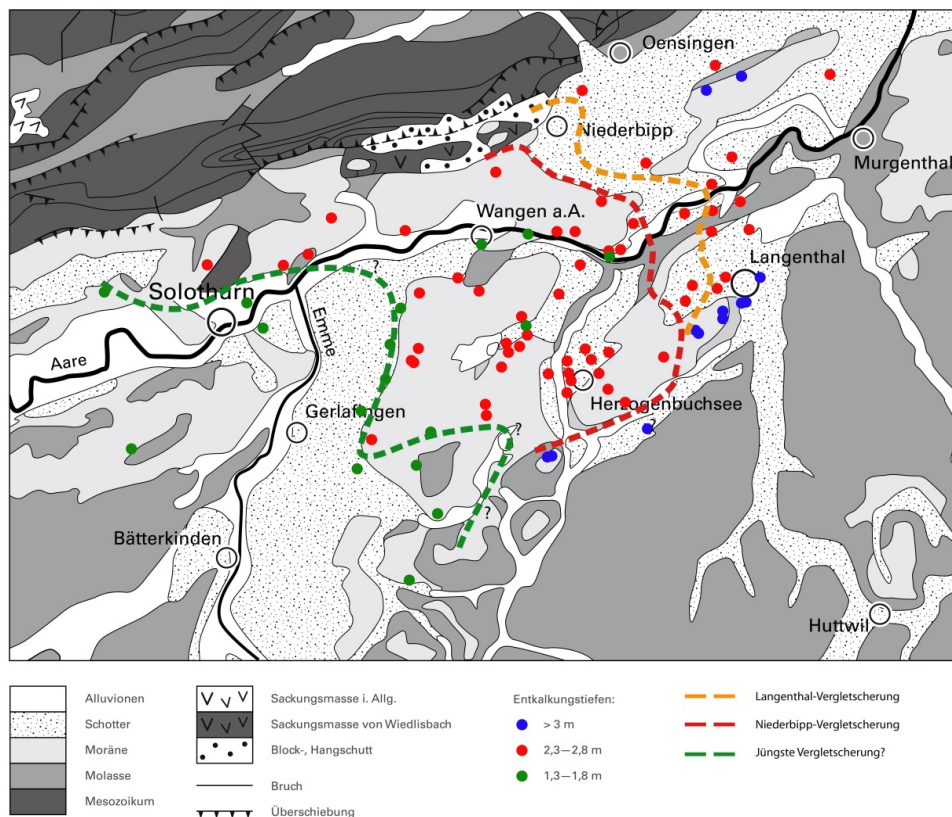 Oensingen
Niederbipp
Murgenthal
Wangen a.A.
Langenthal
?
Solothurn
Emme
Aare
Herzogenbuchsee
Gerlafingen
?
?
?
Bätterkinden
Huttwil
Alluvionen
Schotter
Moräne
Molasse
Mesozoikum
Sackungsmasse i. Allg.
Sackungsmasse von Wiedlisbach
Block-, Hangschutt
Bruch
Überschiebung
Entkalkungstiefen:
> 3 m
2,3—2,8 m
1,3—1,8 m
Langenthal-Vergletscherung
Niederbipp-Vergletscherung
Jüngste Vergletscherung?